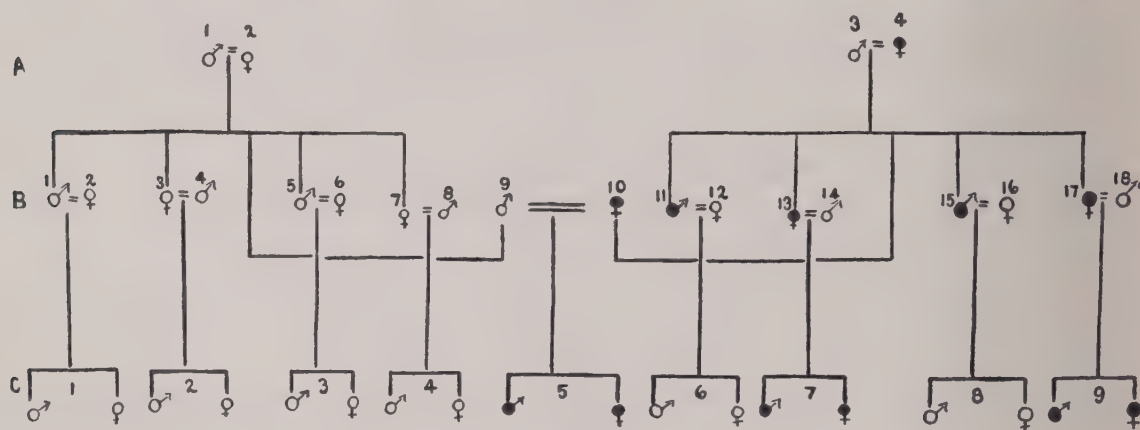 1 2 3 4
A ♂ = ♀ ♂ = ♀
1 2 3 4 5 6 7 8 9 10 11 12 13 14 15 16 17 18
B ♂ = ♀ ♀ = ♂ ♂ = ♀ ♀ = ♂ ♂ = ♀ ♂ = ♀ ♀ = ♂ ♂ = ♀ ♀ = ♂
C 1 2 3 4 5 6 7 8 9
♂ ♀ ♂ ♀ ♂ ♀ ♂ ♀ ♂ ♀ ♂ ♀ ♂ ♀ ♂ ♀ ♂ ♀